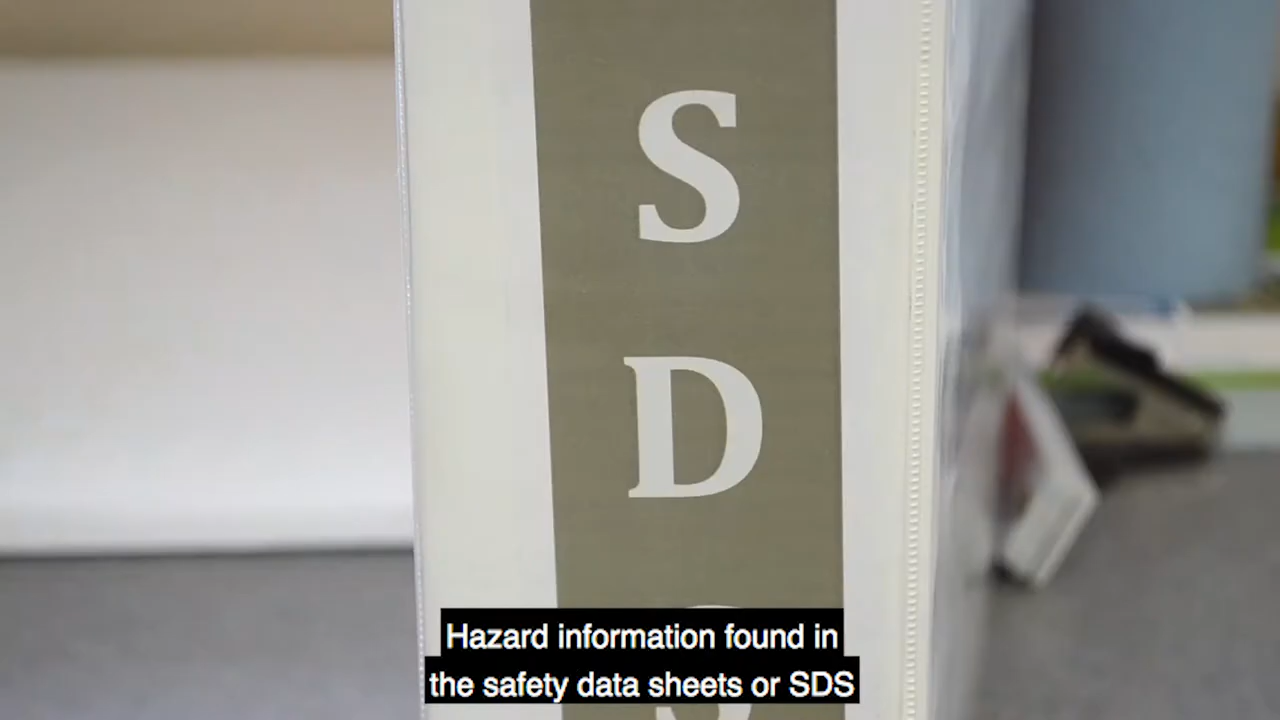 S
D
S
Hazard information found in
the safety data sheets or SDS